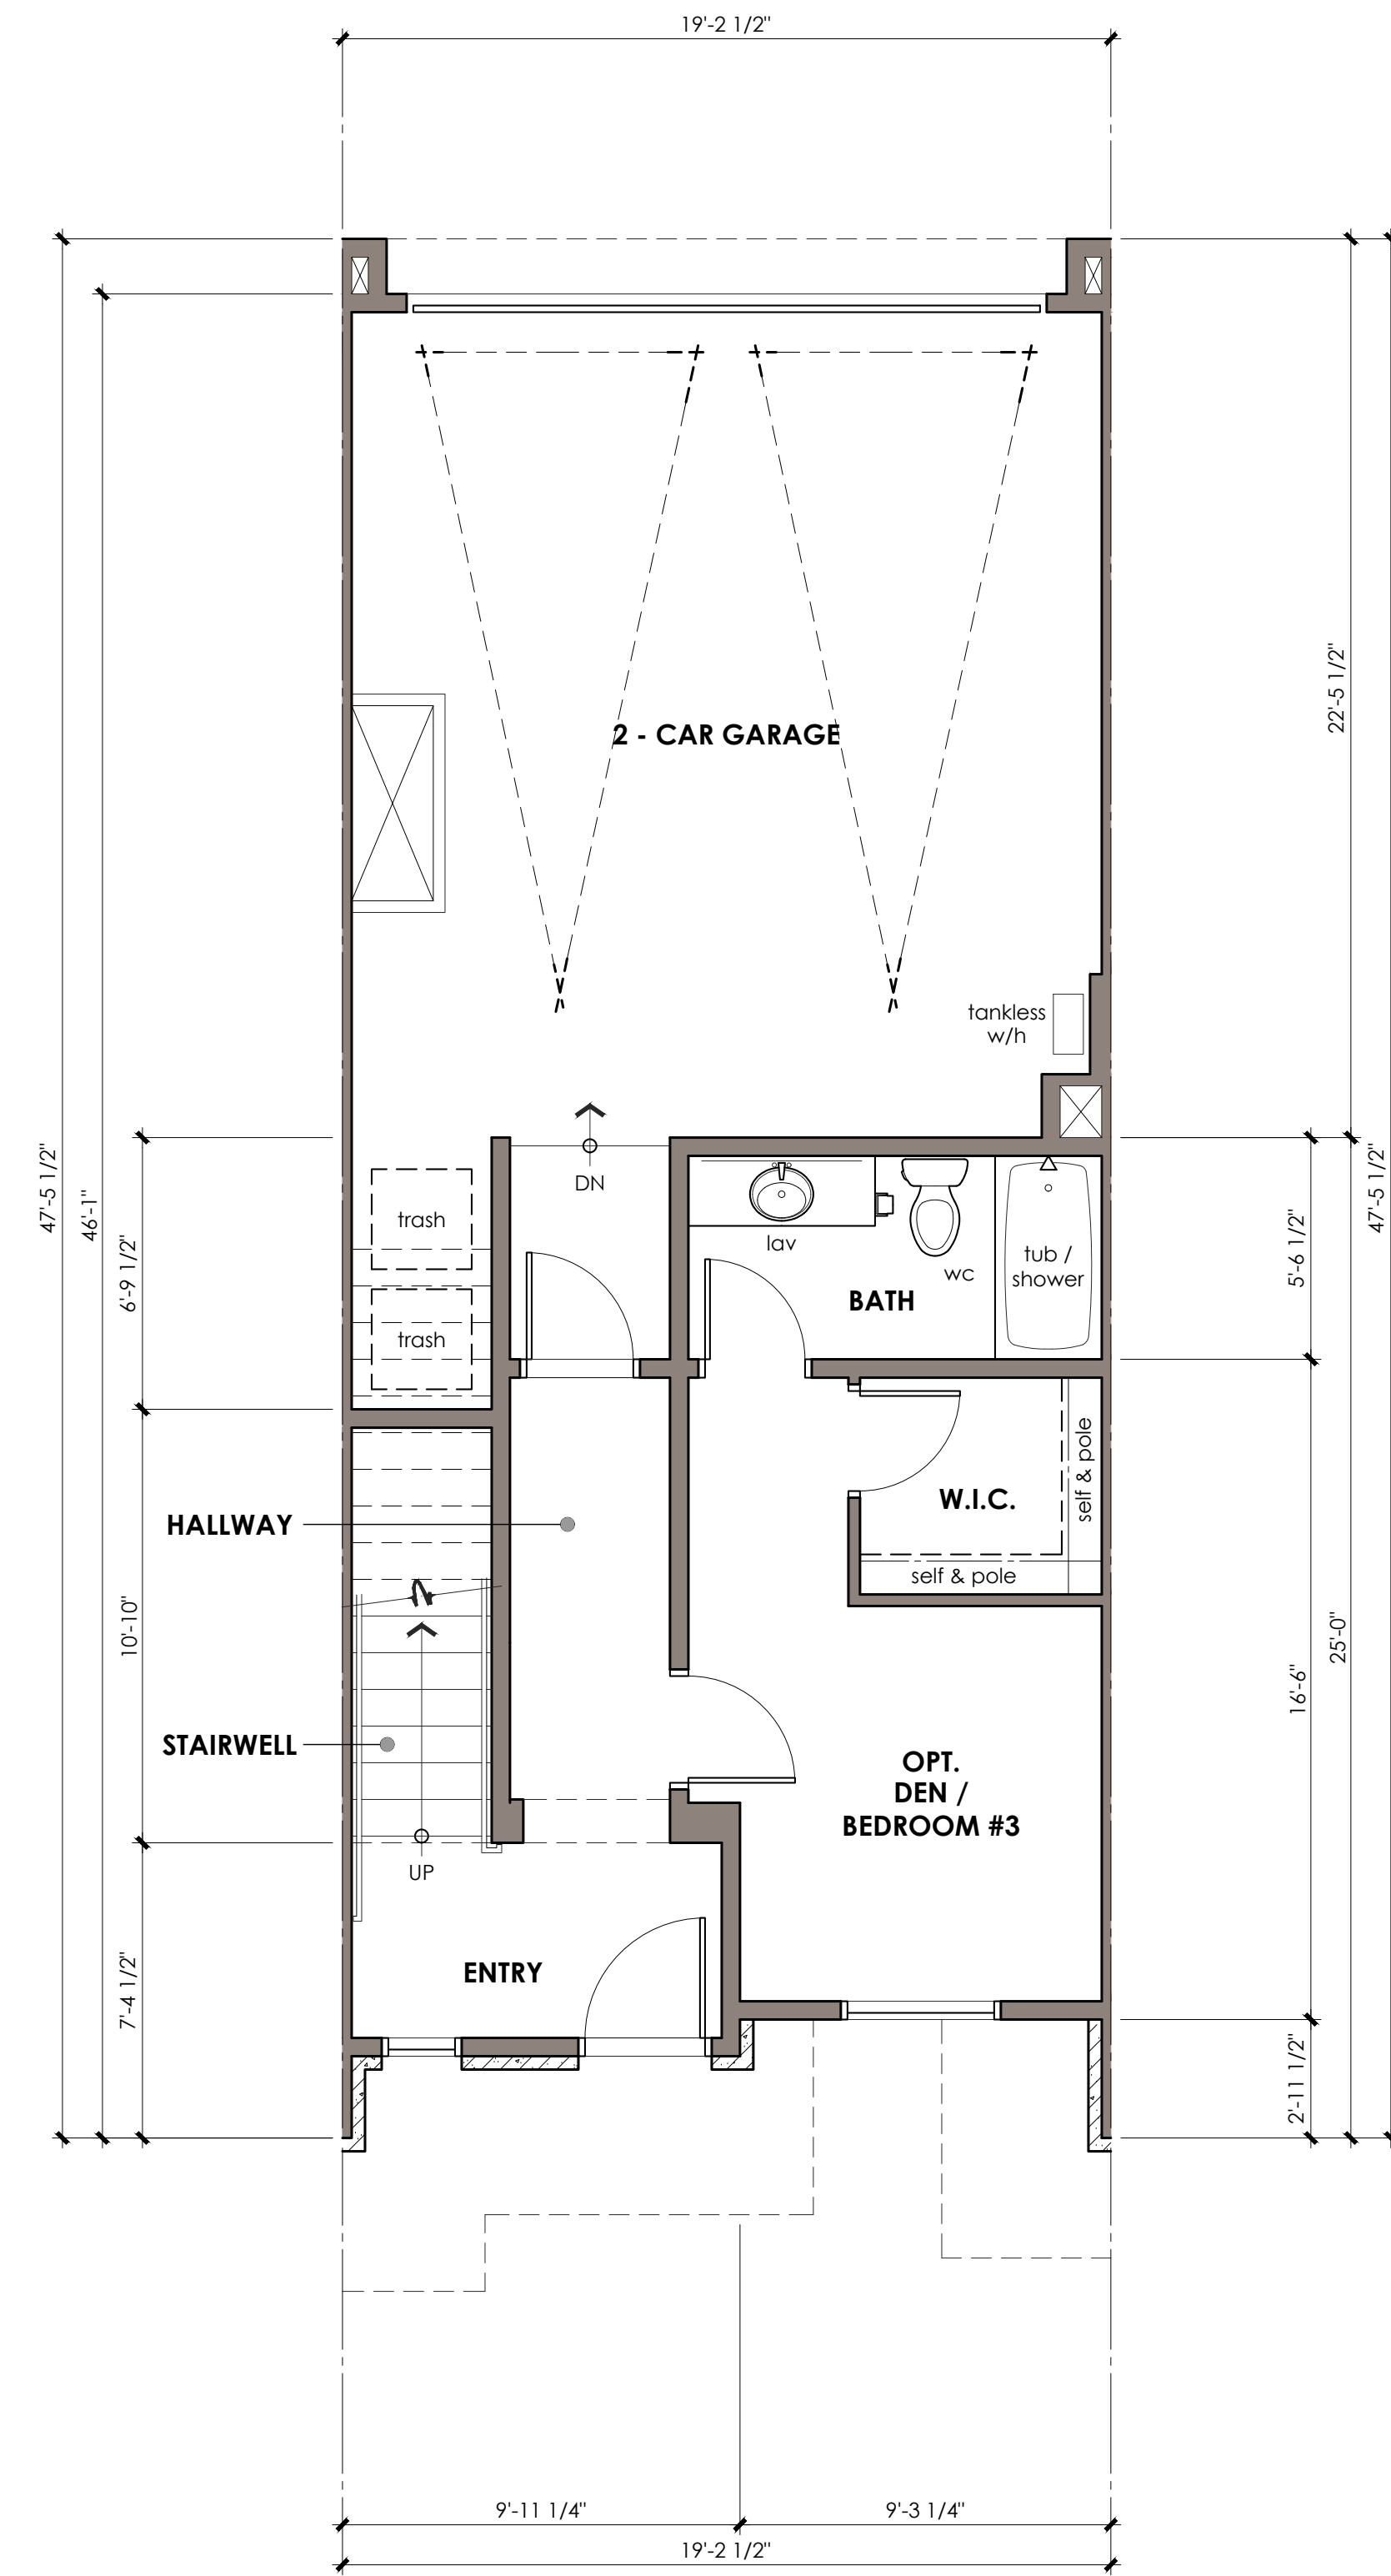 19'-2 1/2"
2 - CAR GARAGE
22'-5 1/2"
tankless
w/h
47'-5 1/2"
46'-1"
6'-9 1/2"
DN
trash
trash
lav
wc
tub /
shower
BATH
5'-6 1/2"
47'-5 1/2"
HALLWAY
W.I.C.
self & pole
self & pole
10'-10"
STAIRWELL
UP
OPT.
DEN /
BEDROOM #3
16'-6"
25'-0"
ENTRY
7'-4 1/2"
2'-11 1/2"
9'-11 1/4"
9'-3 1/4"
19'-2 1/2"